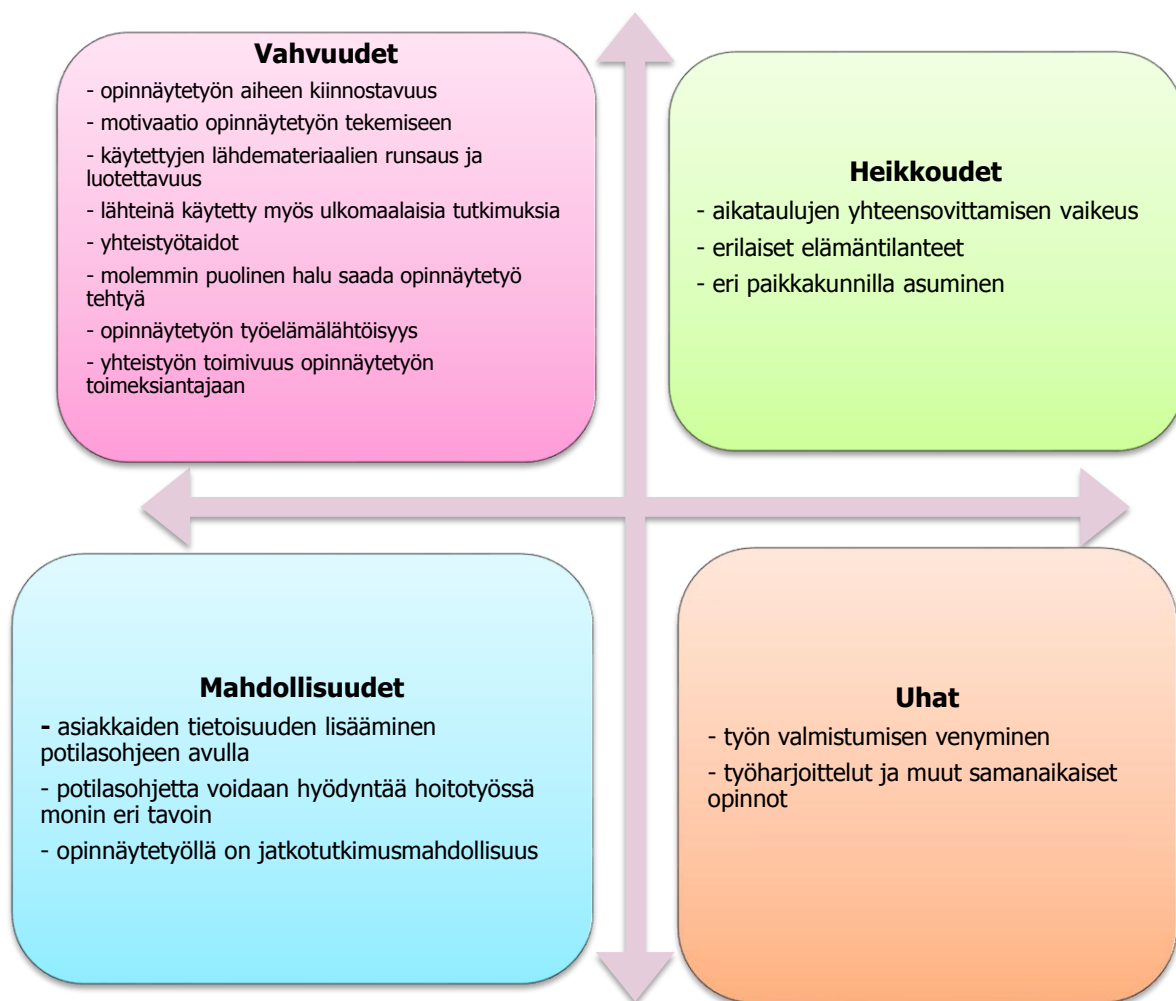 Vahvuudet
- opinnäytetyön aiheen kiinnostavuus
- motivaatio opinnäytetyön tekemiseen
- käytettyjen lähdemateriaalien runsaus ja
luotettavuus
- lähteinä käytetty myös ulkomaalaisia tutkimuksia
- yhteistyötaidot
- molemmin puolinen halu saada opinnäytetyö
tehtyä
- opinnäytetyön työelämälähtöisyys
- yhteistyön toimivuus opinnäytetyön
toimeksiantajaan
Heikkoudet
- aikataulujen yhteensovittamisen vaikeus
- erilaiset elämäntilanteet
- eri paikkakunnilla asuminen
Mahdollisuudet
- asiakkaiden tietoisuuden lisääminen
potilasohjeen avulla
- potilasohjetta voidaan hyödyntää hoitotyössä
monin eri tavoin
- opinnäytetyöllä on jatkotutkimusmahdollisuus
Uhat
- työn valmistumisen venyminen
- työharjoittelut ja muut samanaikaiset
opinnot